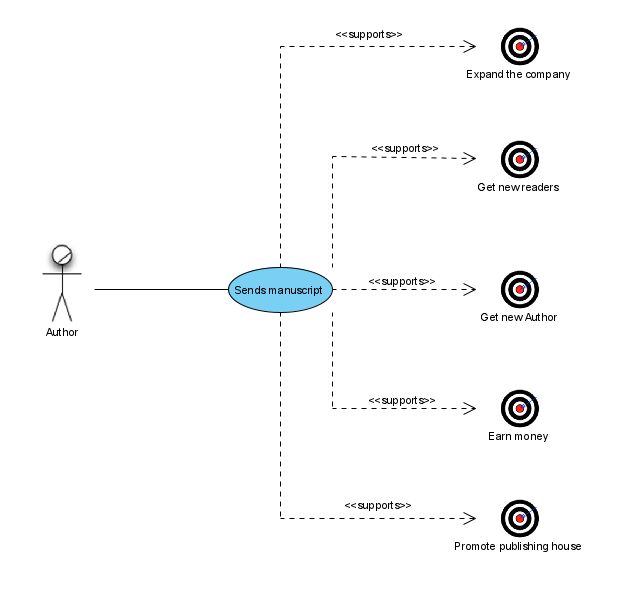 <<supports>>
Expand the company
<<supports>>
Get new readers
Author
Sends manuscript
<<supports>>
Get new Author
<<supports>>
Earn money
<<supports>>
Promote publishing house